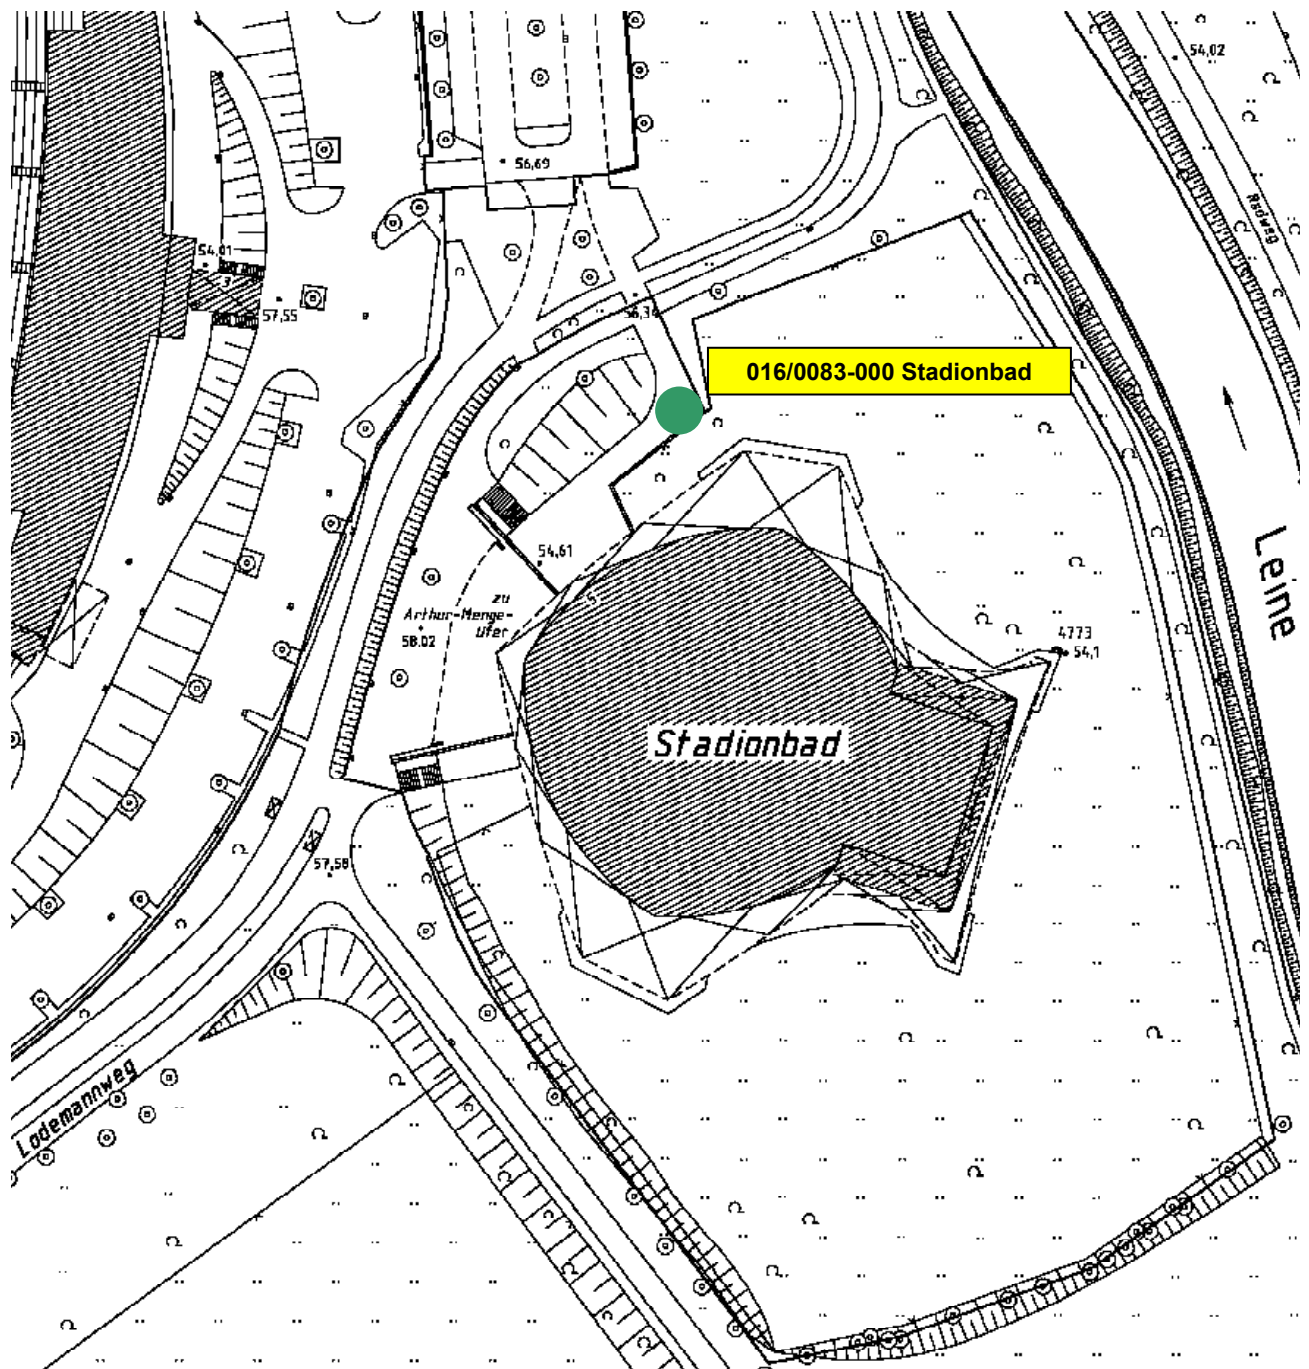 54,02
56,69
Radweg
54,01
57,55
56,34
016/0083-000 Stadionbad
Leine
54,61
zu
Arthur-Menge-
Ufer
58,02
4773
54,1
Stadionbad
57,58
Lodemannweg